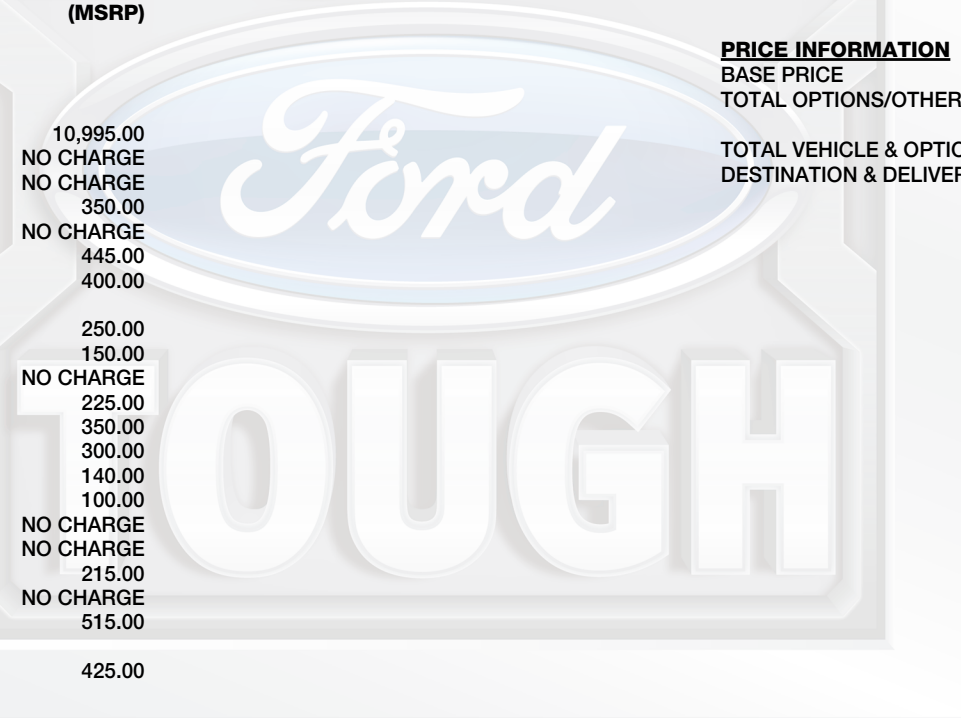 (MSRP)
10,995.00
NO CHARGE
NO CHARGE
350.00
NO CHARGE
445.00
400.00
250.00
150.00
NO CHARGE
225.00
350.00
300.00
140.00
100.00
NO CHARGE
NO CHARGE
215.00
NO CHARGE
515.00
425.00
PRICE INFORMATION
BASE PRICE
TOTAL OPTIONS/OTHER
TOTAL VEHICLE & OPTIO
DESTINATION & DELIVER
Ford
TOUGH